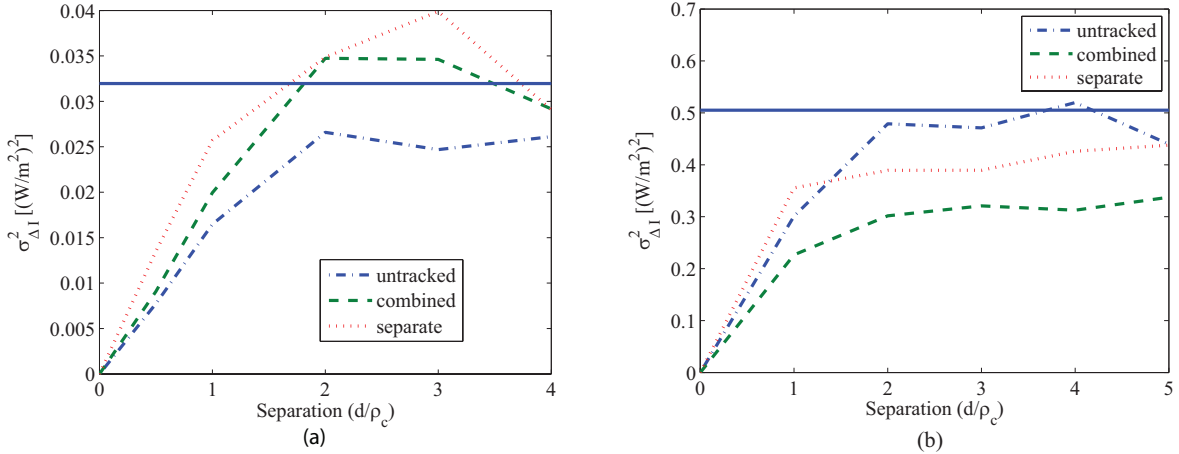 0.04
0.035
0.03
0.025
0.02
0.015
0.01
0.005
0
σ²ΔI [(W/m²)²]
untracked
combined
separate
0 1 2 3 4
Separation (d/ρc)
(a)
0.7
0.6
0.5
0.4
0.3
0.2
0.1
0
σ²ΔI [(W/m²)²]
untracked
combined
separate
0 1 2 3 4 5
Separation (d/ρc)
(b)